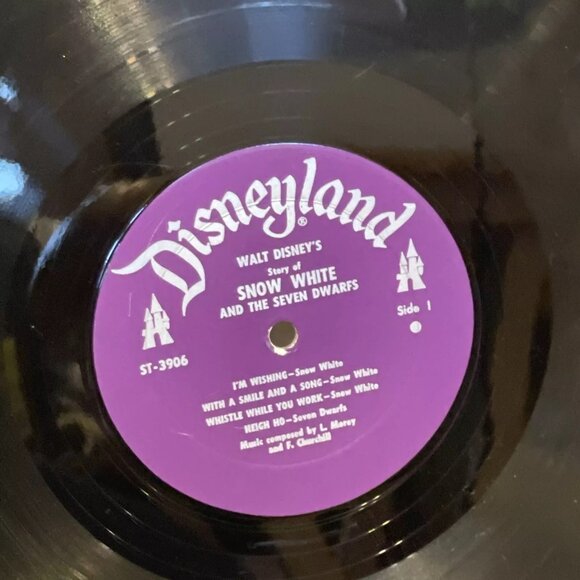 Disneyland®
WALT DISNEY'S
Story of
SNOW WHITE
AND THE SEVEN DWARFS
ST-3906
Side 1
I'M WISHING—Snow White
WITH A SMILE AND A SONG—Snow White
WHISTLE WHILE YOU WORK—Snow White
HEIGH HO—Seven Dwarfs
Music composed by L. Morey
and F. Churchill